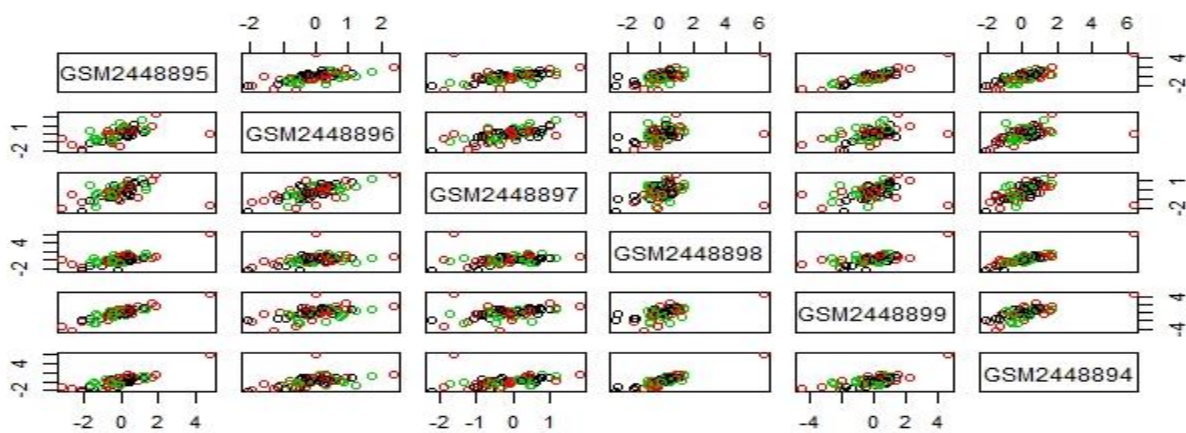 -2 0 1 2
-2 0 2 4 6
-2 0 2 4 6
GSM2448895
-2 4
-2 1
GSM2448896
GSM2448897
-2 1
-2 4
GSM2448898
GSM2448899
-4 0 4
-2 4
GSM2448894
-2 0 2 4
-2 -1 0 1
-4 0 2 4